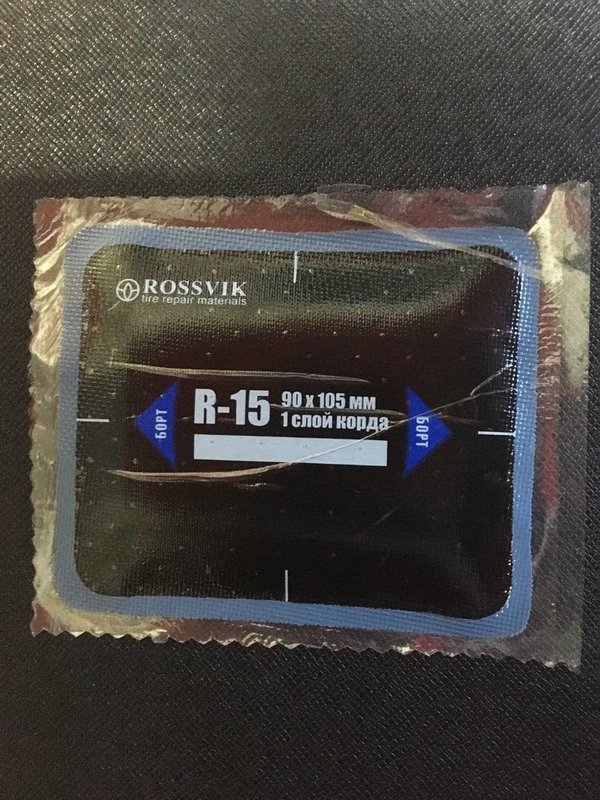 ROSSVIK
tire repair materials
R-15
90 x 105 мм
1 слой корда
БОРТ
БОРТ